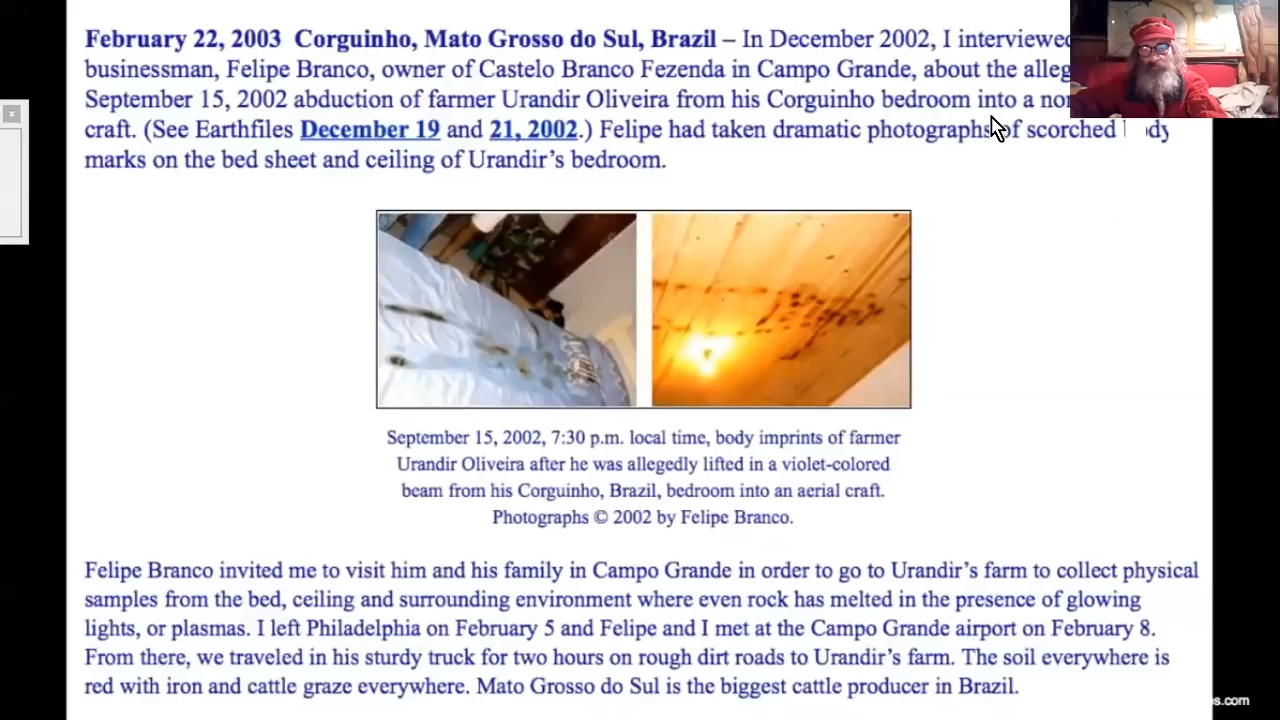 February 22, 2003 Corguinho, Mato Grosso do Sul, Brazil – In December 2002, I interviewed
businessman, Felipe Branco, owner of Castelo Branco Fezenda in Campo Grande, about the
September 15, 2002 abduction of farmer Urandir Oliveira from his Corguinho bedroom into a
craft. (See Earthfiles December 19 and 21, 2002.) Felipe had taken dramatic photographs of scorched
marks on the bed sheet and ceiling of Urandir’s bedroom.
September 15, 2002, 7:30 p.m. local time, body imprints of farmer
Urandir Oliveira after he was allegedly lifted in a violet-colored
beam from his Corguinho, Brazil, bedroom into an aerial craft.
Photographs © 2002 by Felipe Branco.
Felipe Branco invited me to visit him and his family in Campo Grande in order to go to Urandir’s farm to collect physical
samples from the bed, ceiling and surrounding environment where even rock has melted in the presence of glowing
lights, or plasmas. I left Philadelphia on February 5 and Felipe and I met at the Campo Grande airport on February 8.
From there, we traveled in his sturdy truck for two hours on rough dirt roads to Urandir’s farm. The soil everywhere is
red with iron and cattle graze everywhere. Mato Grosso do Sul is the biggest cattle producer in Brazil.
s.com